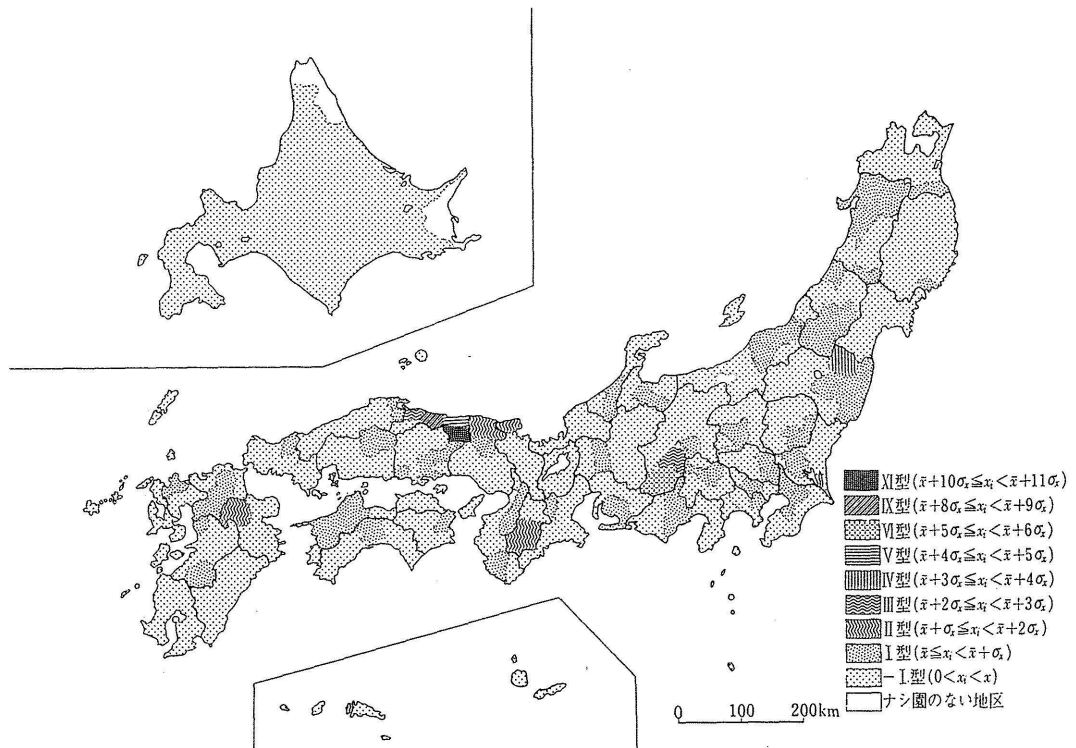 XI型(x̄+10σₓ≦xᵢ<x̄+11σₓ)
IX型(x̄+8σₓ≦xᵢ<x̄+9σₓ)
VI型(x̄+5σₓ≦xᵢ<x̄+6σₓ)
V型(x̄+4σₓ≦xᵢ<x̄+5σₓ)
IV型(x̄+3σₓ≦xᵢ<x̄+4σₓ)
III型(x̄+2σₓ≦xᵢ<x̄+3σₓ)
II型(x̄+σₓ≦xᵢ<x̄+2σₓ)
I型(x̄≦xᵢ<x̄+σₓ)
−I型(0<xᵢ<x)
ナシ園のない地区
0 100 200km